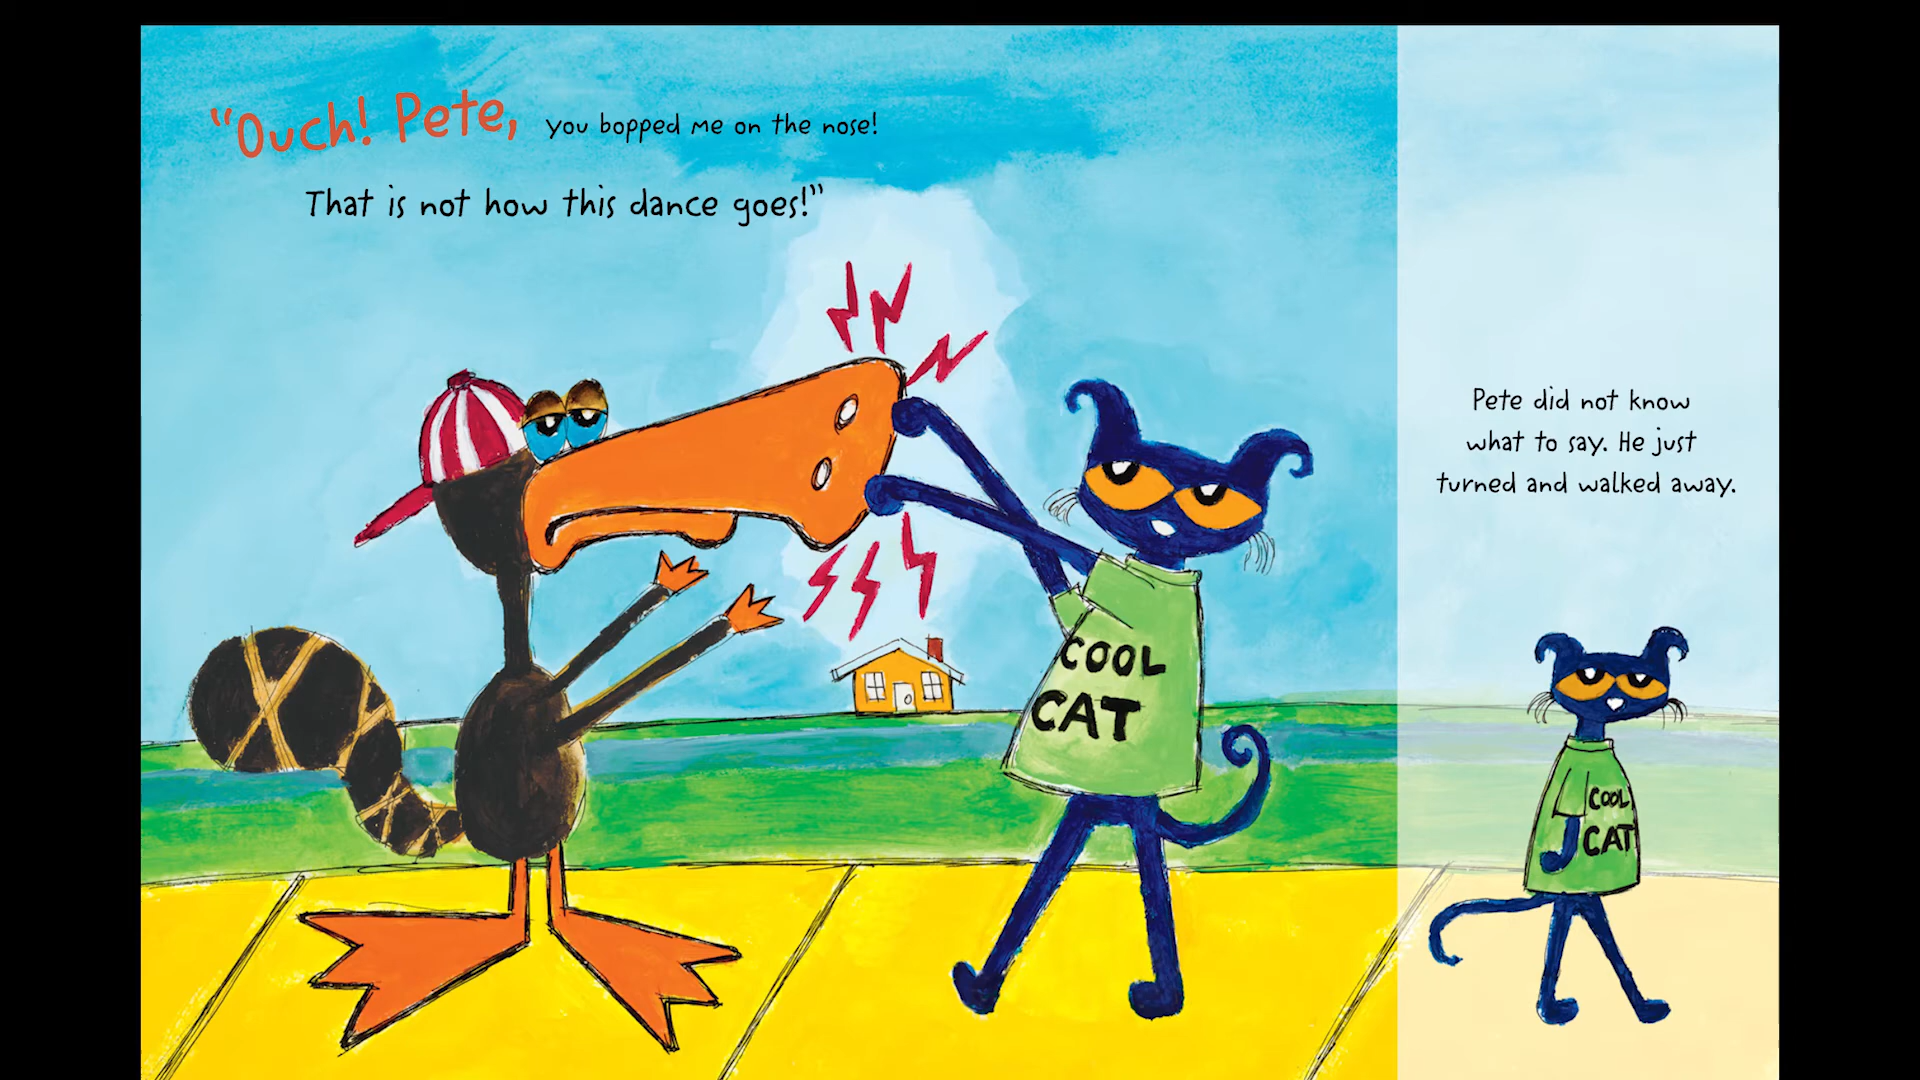 “Ouch! Pete, you bopped me on the nose!
That is not how this dance goes!”
COOL
CAT
Pete did not know
what to say. He just
turned and walked away.
COOL
CAT